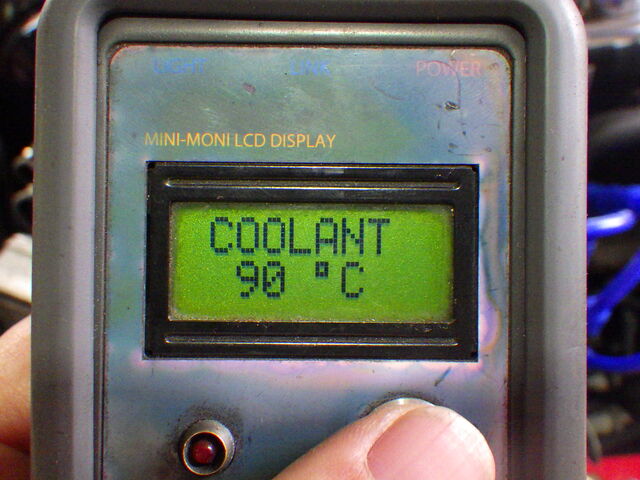 LIGHT LINK POWER
MINI-MONI LCD DISPLAY
COOLANT
90 °C